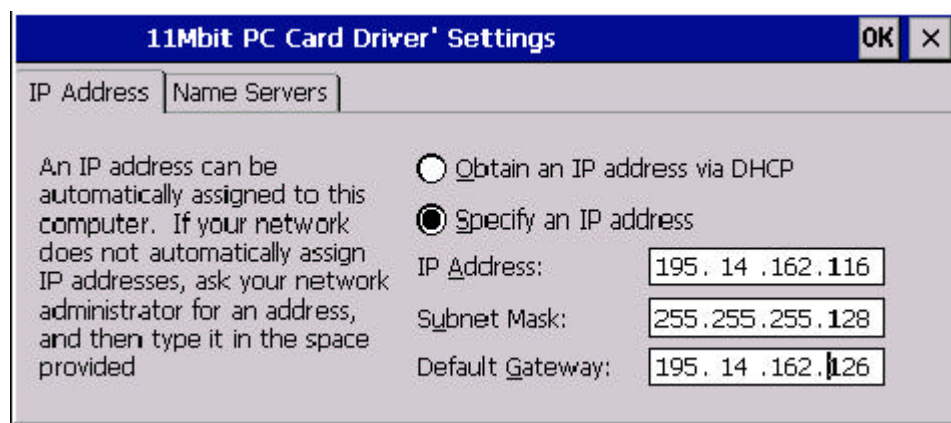 11Mbit PC Card Driver' Settings
OK ×
IP Address Name Servers
An IP address can be
automatically assigned to this
computer. If your network
does not automatically assign
IP addresses, ask your network
administrator for an address,
and then type it in the space
provided
Obtain an IP address via DHCP
Specify an IP address
IP Address: 195. 14 .162.116
Subnet Mask: 255.255.255.128
Default Gateway: 195. 14 .162.126